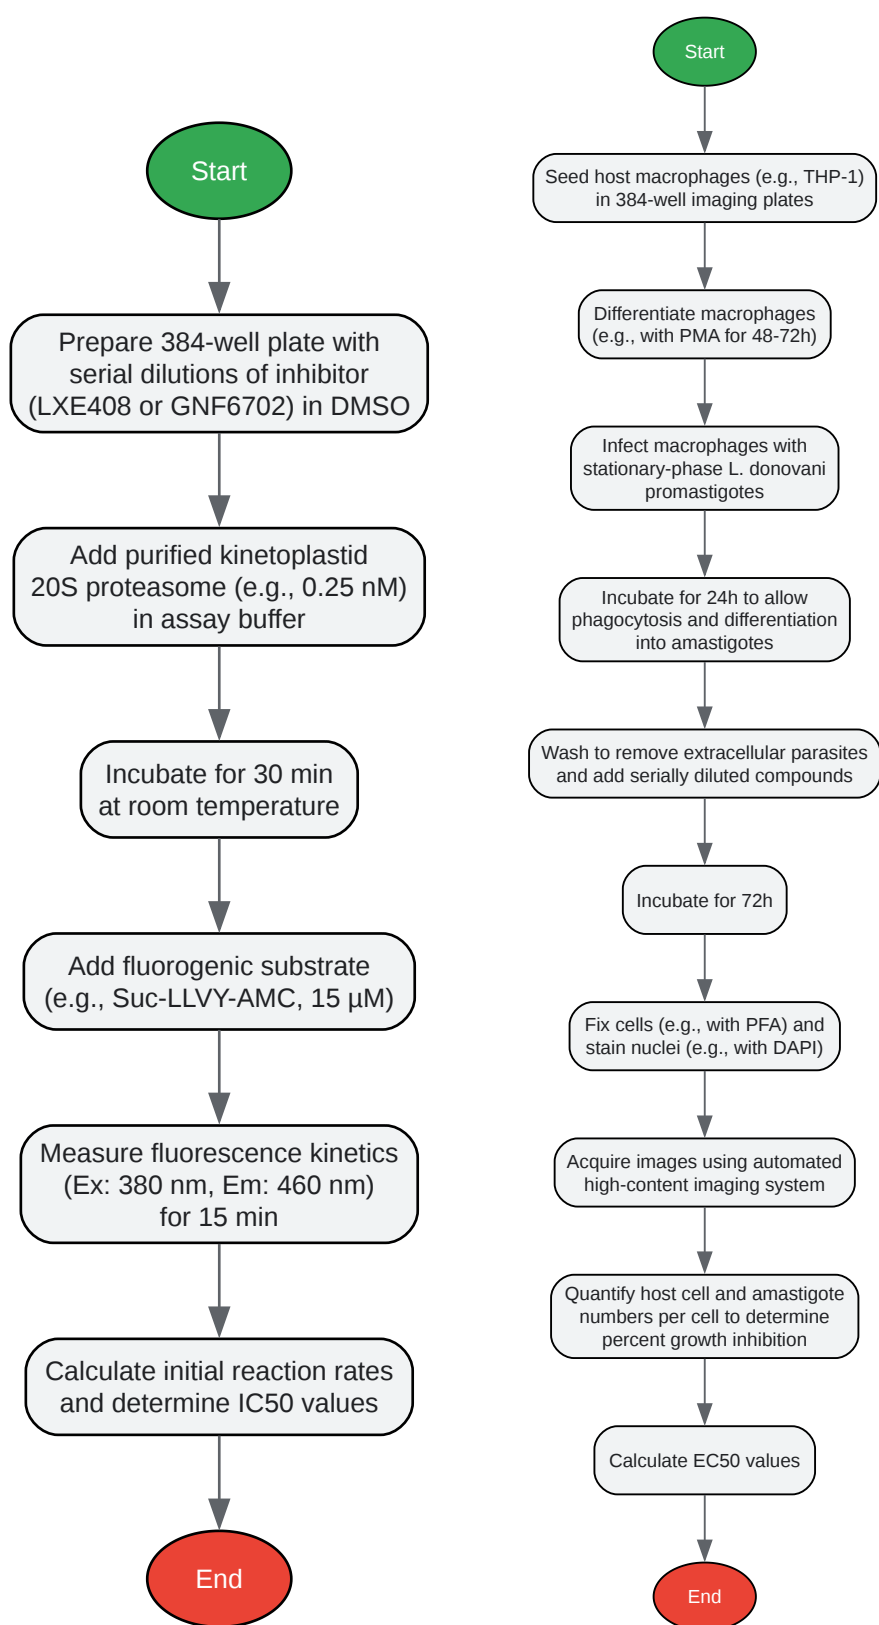 Start
Prepare 384-well plate with
serial dilutions of inhibitor
(LXE408 or GNF6702) in DMSO
Add purified kinetoplastid
20S proteasome (e.g., 0.25 nM)
in assay buffer
Incubate for 30 min
at room temperature
Add fluorogenic substrate
(e.g., Suc-LLVY-AMC, 15 µM)
Measure fluorescence kinetics
(Ex: 380 nm, Em: 460 nm)
for 15 min
Calculate initial reaction rates
and determine IC50 values
End
Start
Seed host macrophages (e.g., THP-1)
in 384-well imaging plates
Differentiate macrophages
(e.g., with PMA for 48-72h)
Infect macrophages with
stationary-phase L. donovani
promastigotes
Incubate for 24h to allow
phagocytosis and differentiation
into amastigotes
Wash to remove extracellular parasites
and add serially diluted compounds
Incubate for 72h
Fix cells (e.g., with PFA) and
stain nuclei (e.g., with DAPI)
Acquire images using automated
high-content imaging system
Quantify host cell and amastigote
numbers per cell to determine
percent growth inhibition
Calculate EC50 values
End